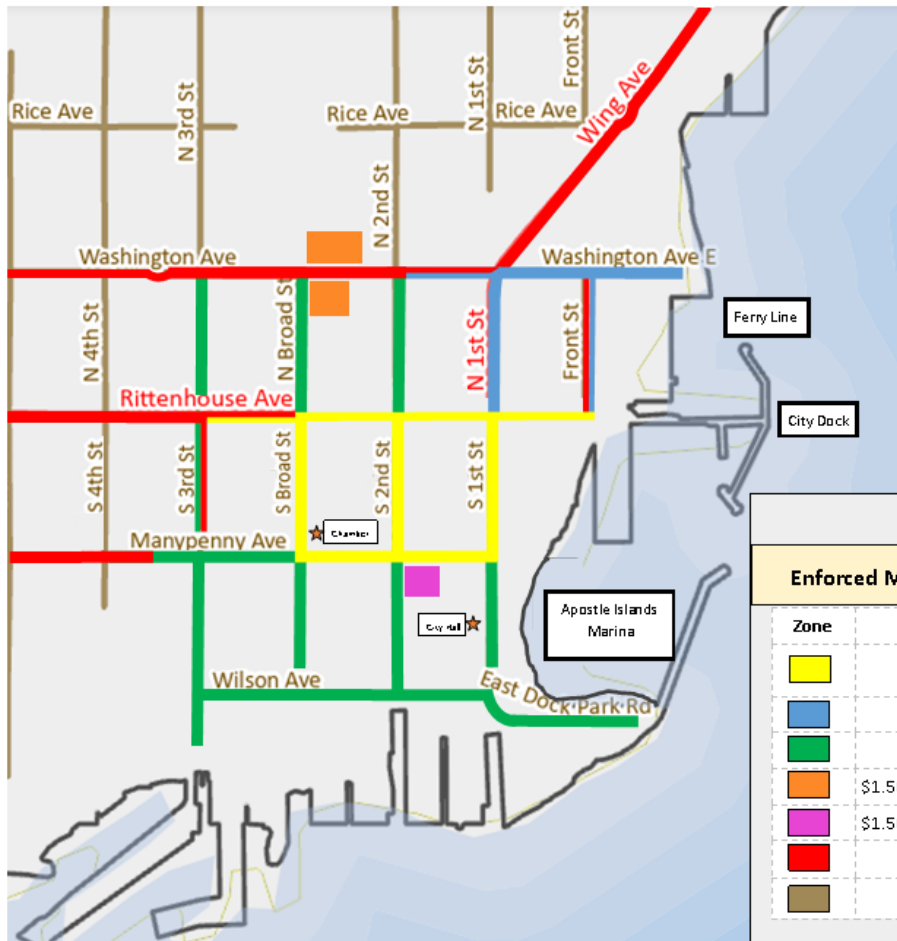 Rice Ave
N 3rd St
Rice Ave
N 2nd St
N 1st St
Rice Ave
Front St
Wing Ave
Washington Ave
Washington Ave E
N 4th St
N Broad St
N 1st St
Front St
Ferry Line
Rittenhouse Ave
City Dock
S 4th St
S 3rd St
S Broad St
S 2nd St
S 1st St
Chamber
Manypenny Ave
Apostle Islands
Marina
City Hall
Wilson Ave
East Dock Park Rd
Enforced M
Zone
$1.5
$1.5